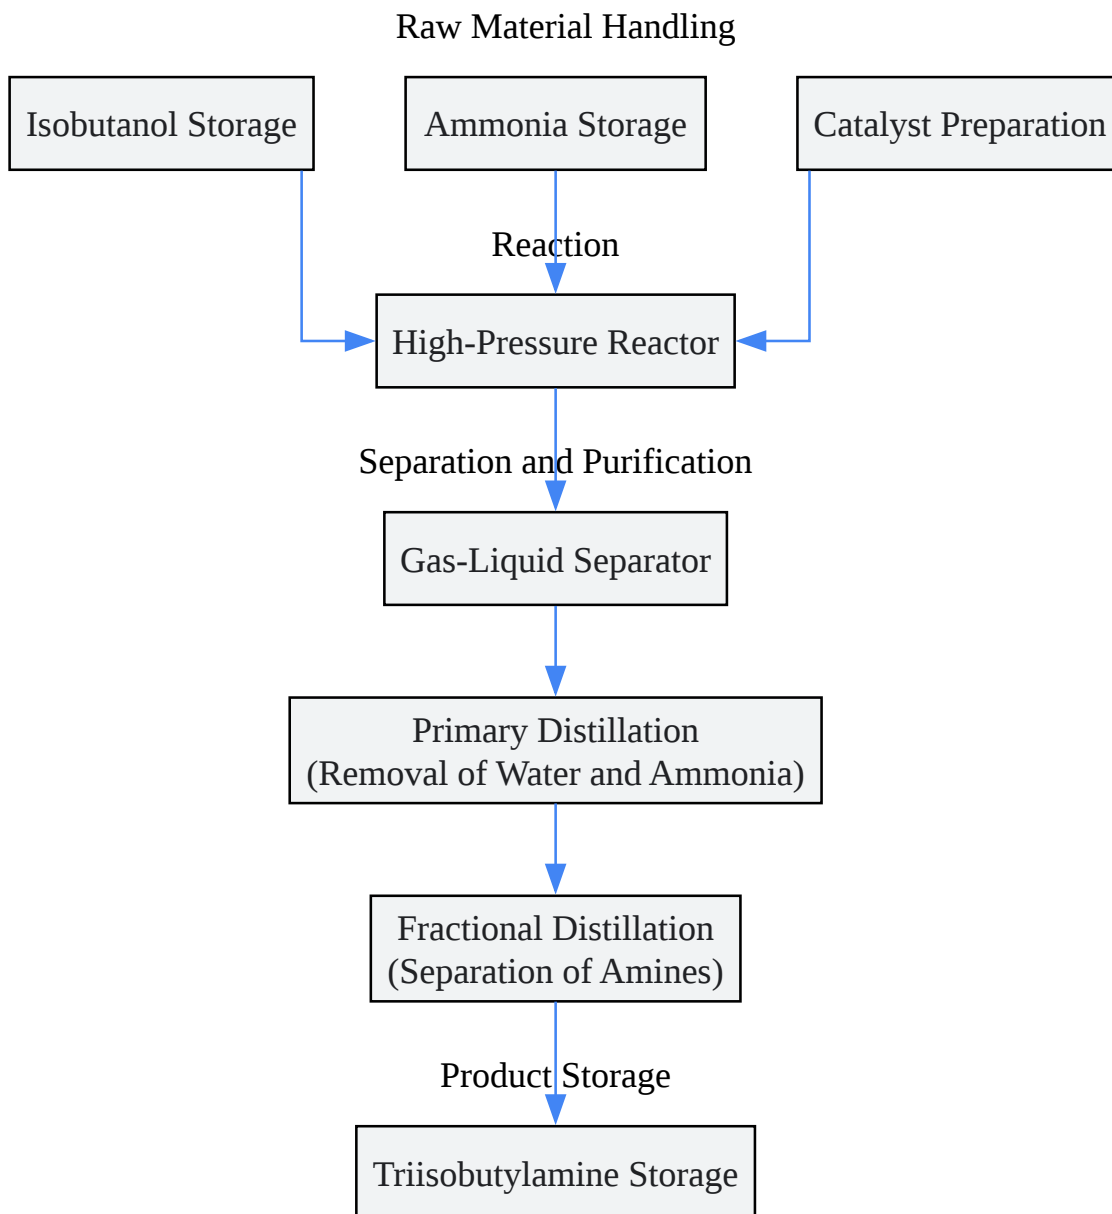 Raw Material Handling
Isobutanol Storage
Ammonia Storage
Catalyst Preparation
Reaction
High-Pressure Reactor
Separation and Purification
Gas-Liquid Separator
Primary Distillation
(Removal of Water and Ammonia)
Fractional Distillation
(Separation of Amines)
Product Storage
Triisobutylamine Storage